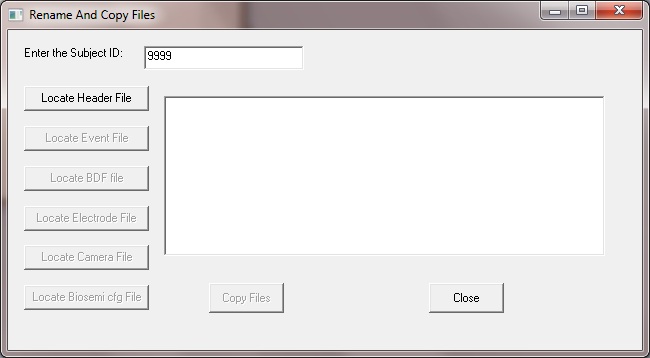 Rename And Copy Files
Enter the Subject ID: 9999
Locate Header File
Locate Event File
Locate BDF file
Locate Electrode File
Locate Camera File
Locate Biosemi cfg File
Copy Files Close